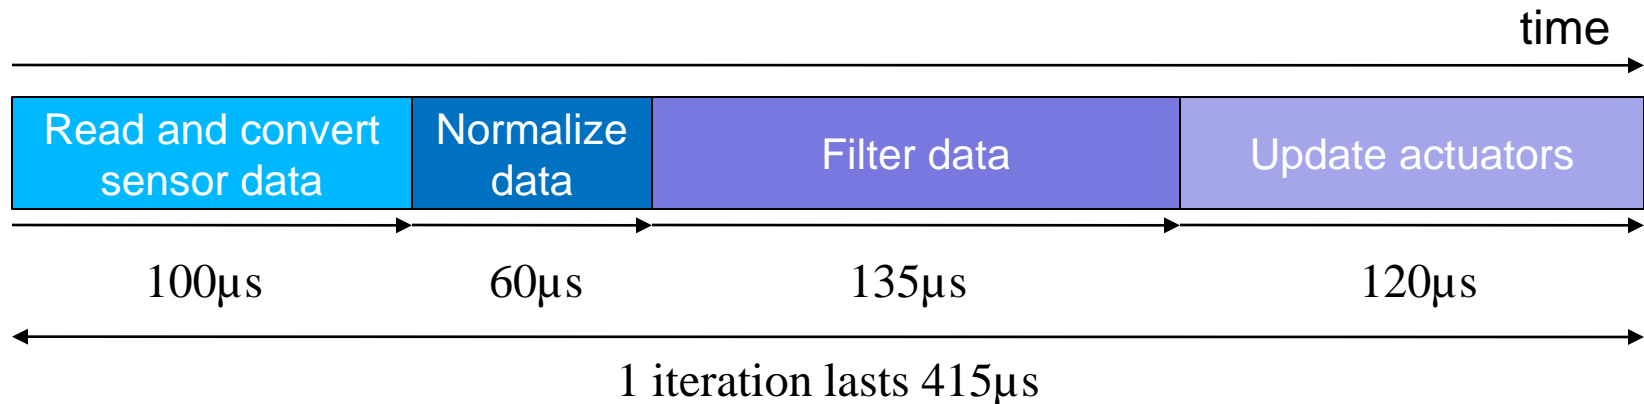 time
Read and convert
sensor data
Normalize
data
Filter data
Update actuators
100µs
60µs
135µs
120µs
1 iteration lasts 415µs